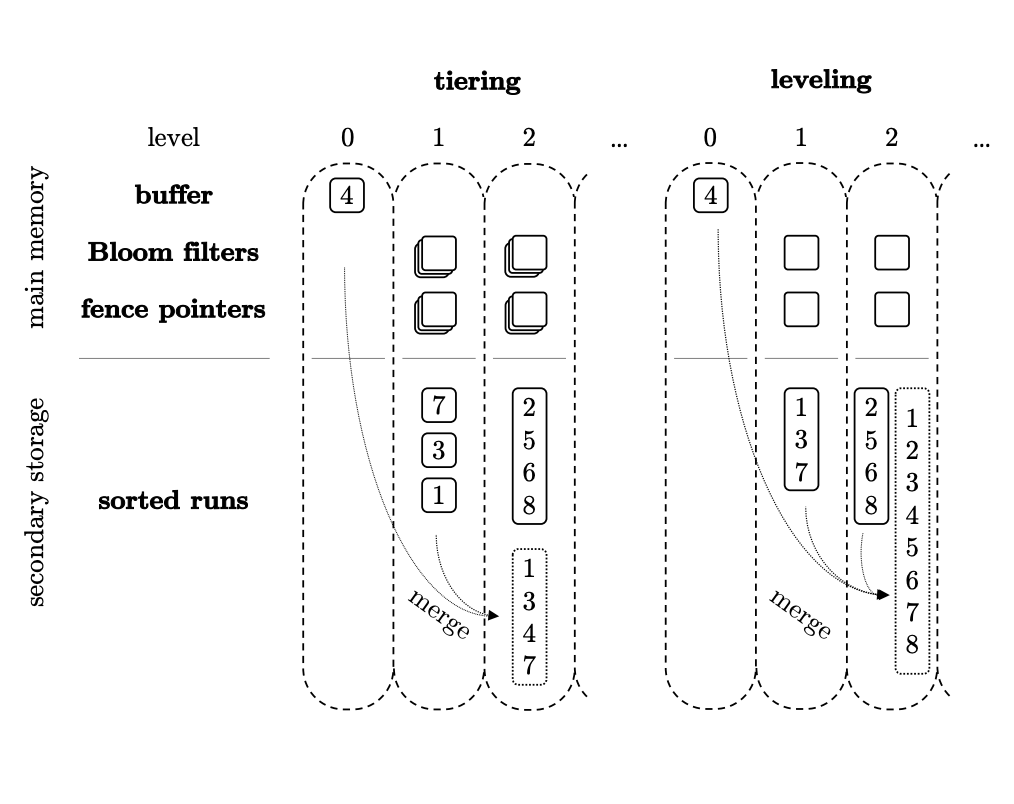 tiering leveling
level 0 1 2 ... 0 1 2 ...
main memory
buffer 4 4
Bloom filters
fence pointers
secondary storage
sorted runs
7
3
1
2
5
6
8
1
3
4
7
merge
1
3
7
2
5
6
8
1
2
3
4
5
6
7
8
merge